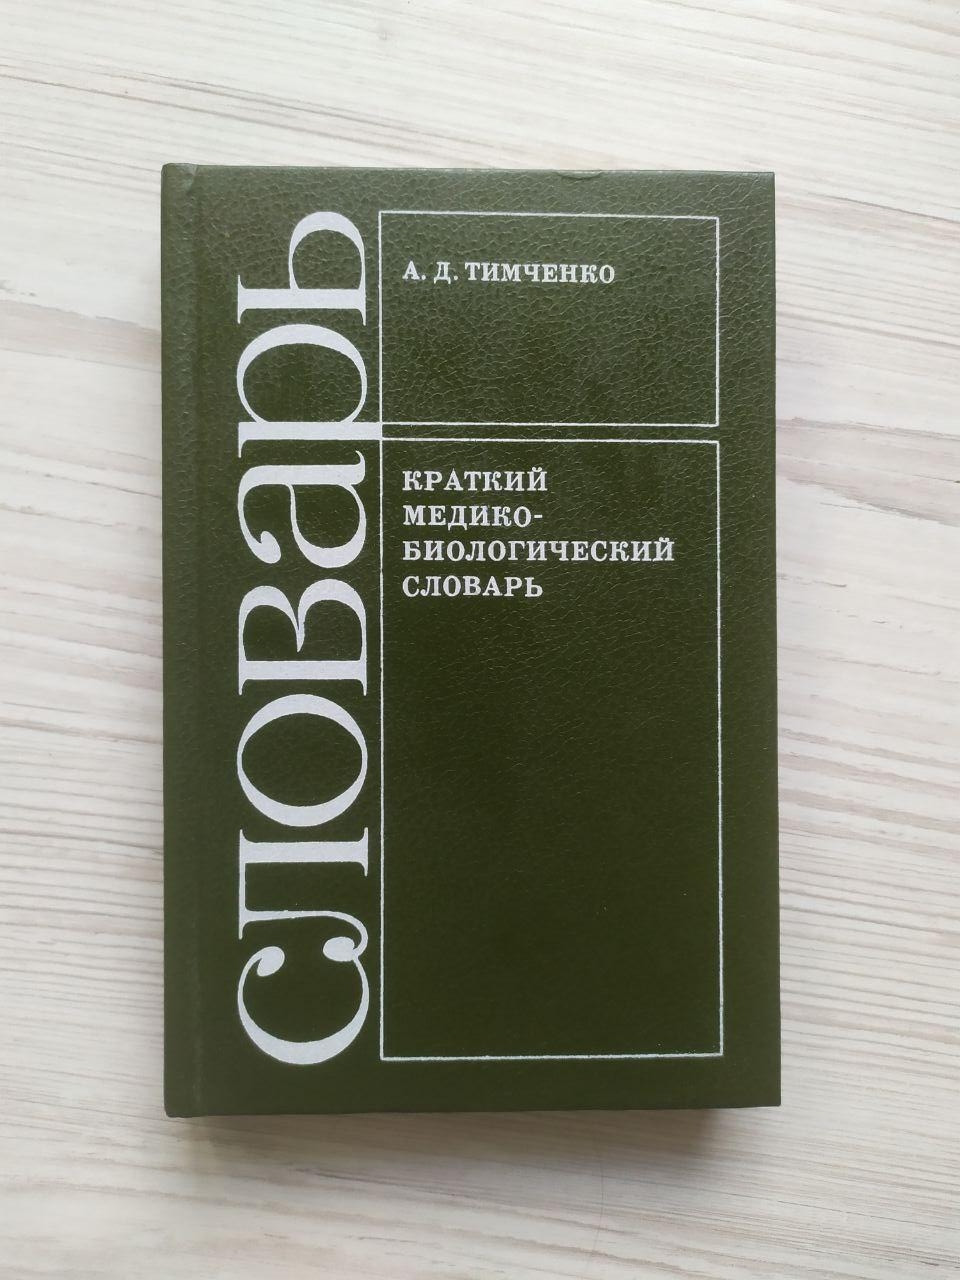 словарь
А. Д. ТИМЧЕНКО
КРАТКИЙ
МЕДИКО-
БИОЛОГИЧЕСКИЙ
СЛОВАРЬ